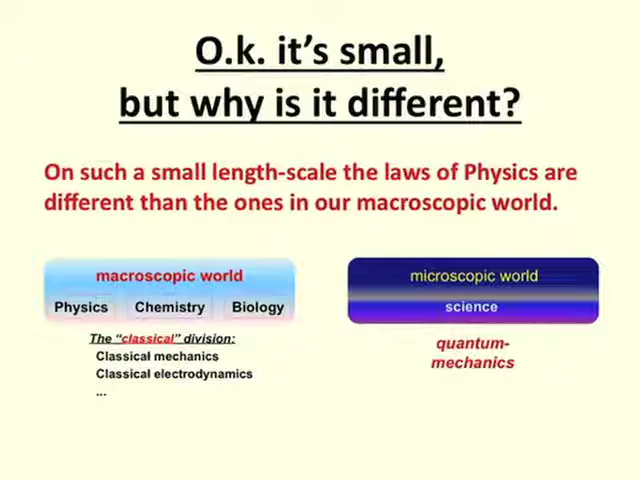 O.k. it’s small,
but why is it different?
On such a small length-scale the laws of Physics are
different than the ones in our macroscopic world.
macroscopic world
Physics Chemistry Biology
The “classical” division:
Classical mechanics
Classical electrodynamics
...
microscopic world
science
quantum-
mechanics